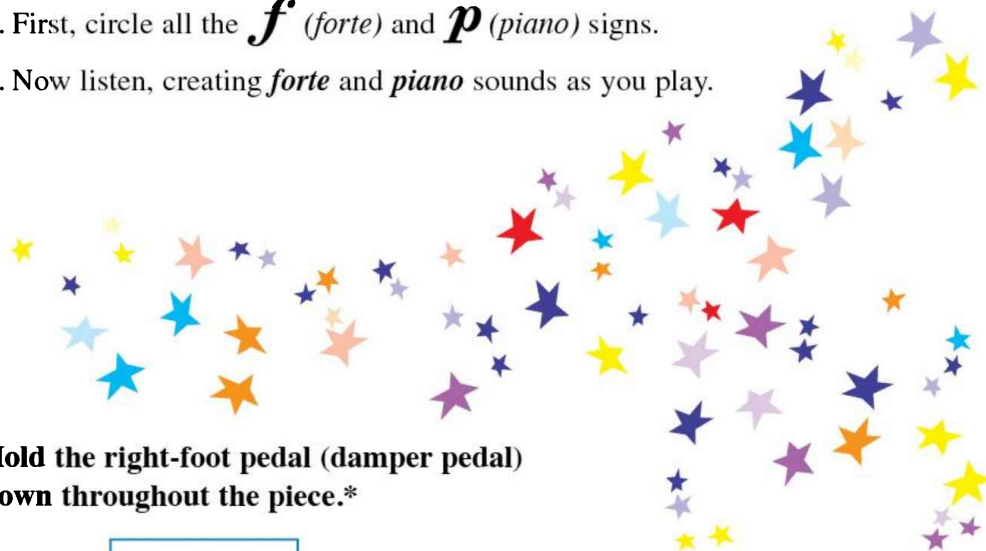 . First, circle all the f (forte) and p (piano) signs.
. Now listen, creating forte and piano sounds as you play.
old the right-foot pedal (damper pedal)
own throughout the piece.*